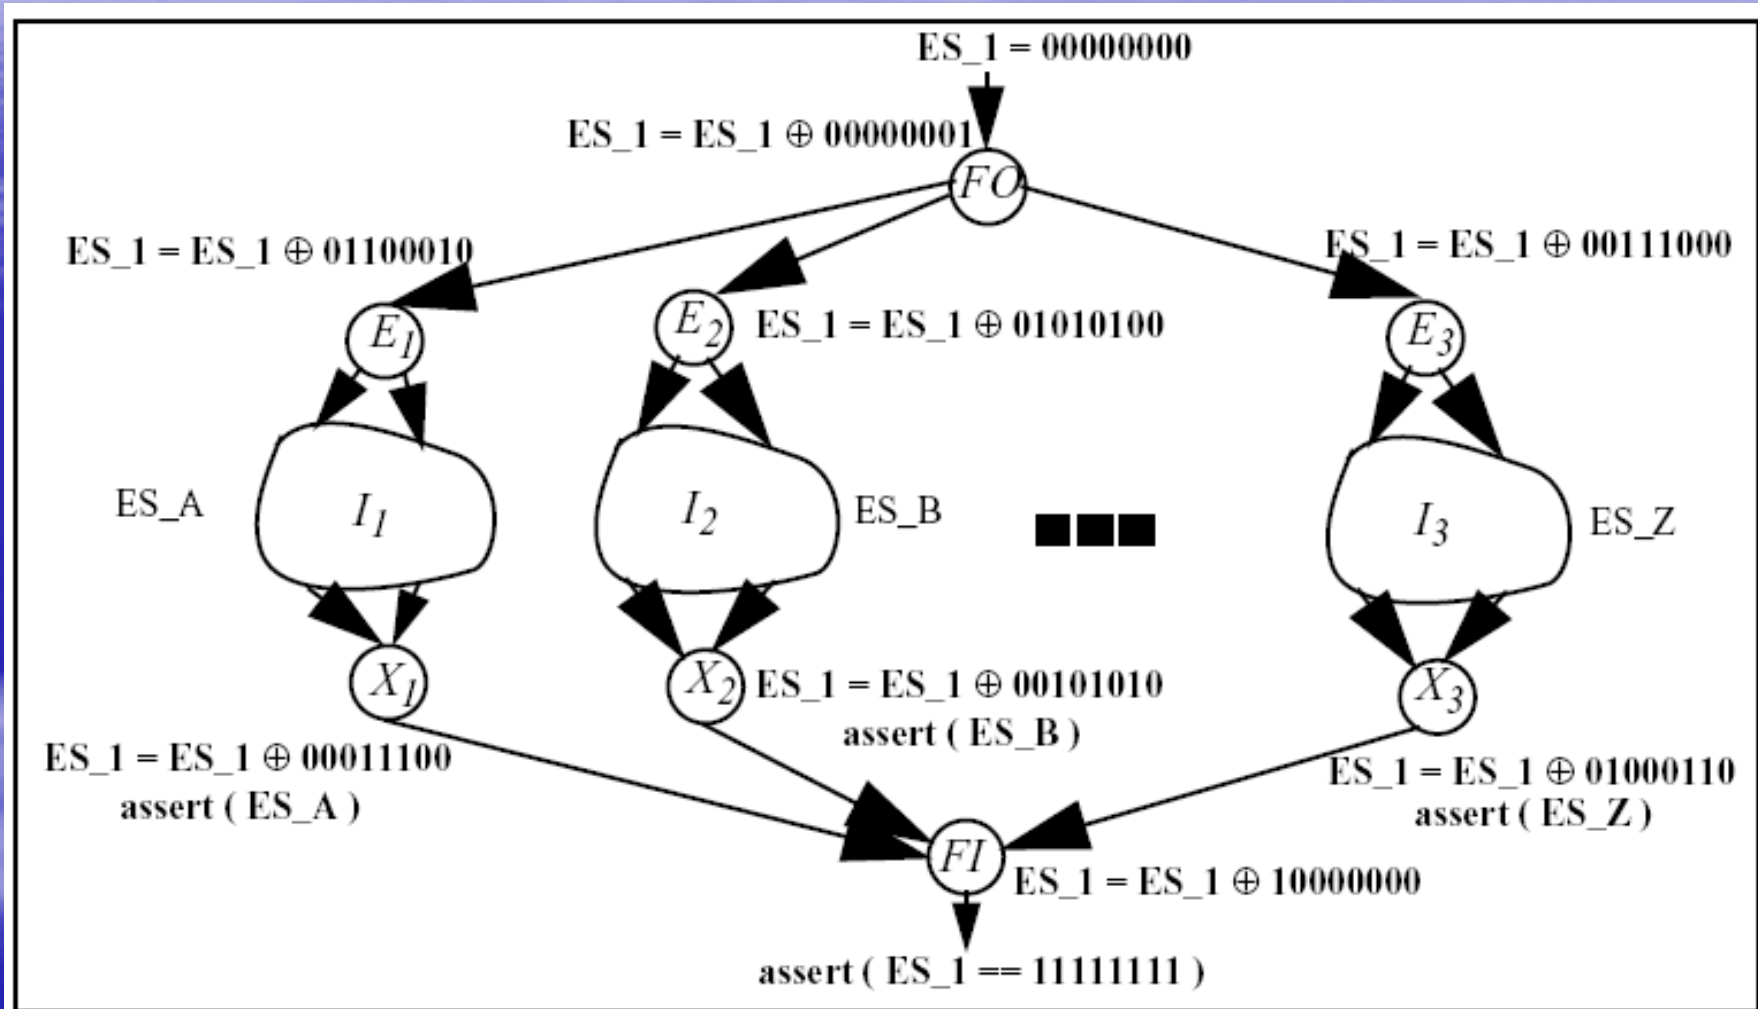 ES_1 = 00000000
ES_1 = ES_1 ⊕ 00000001
FO
ES_1 = ES_1 ⊕ 01100010
ES_1 = ES_1 ⊕ 00111000
E1
E2
ES_1 = ES_1 ⊕ 01010100
E3
ES_A
I1
I2
ES_B
I3
ES_Z
X1
X2
ES_1 = ES_1 ⊕ 00101010
assert ( ES_B )
X3
ES_1 = ES_1 ⊕ 00011100
assert ( ES_A )
ES_1 = ES_1 ⊕ 01000110
assert ( ES_Z )
FI
ES_1 = ES_1 ⊕ 10000000
assert ( ES_1 == 11111111 )